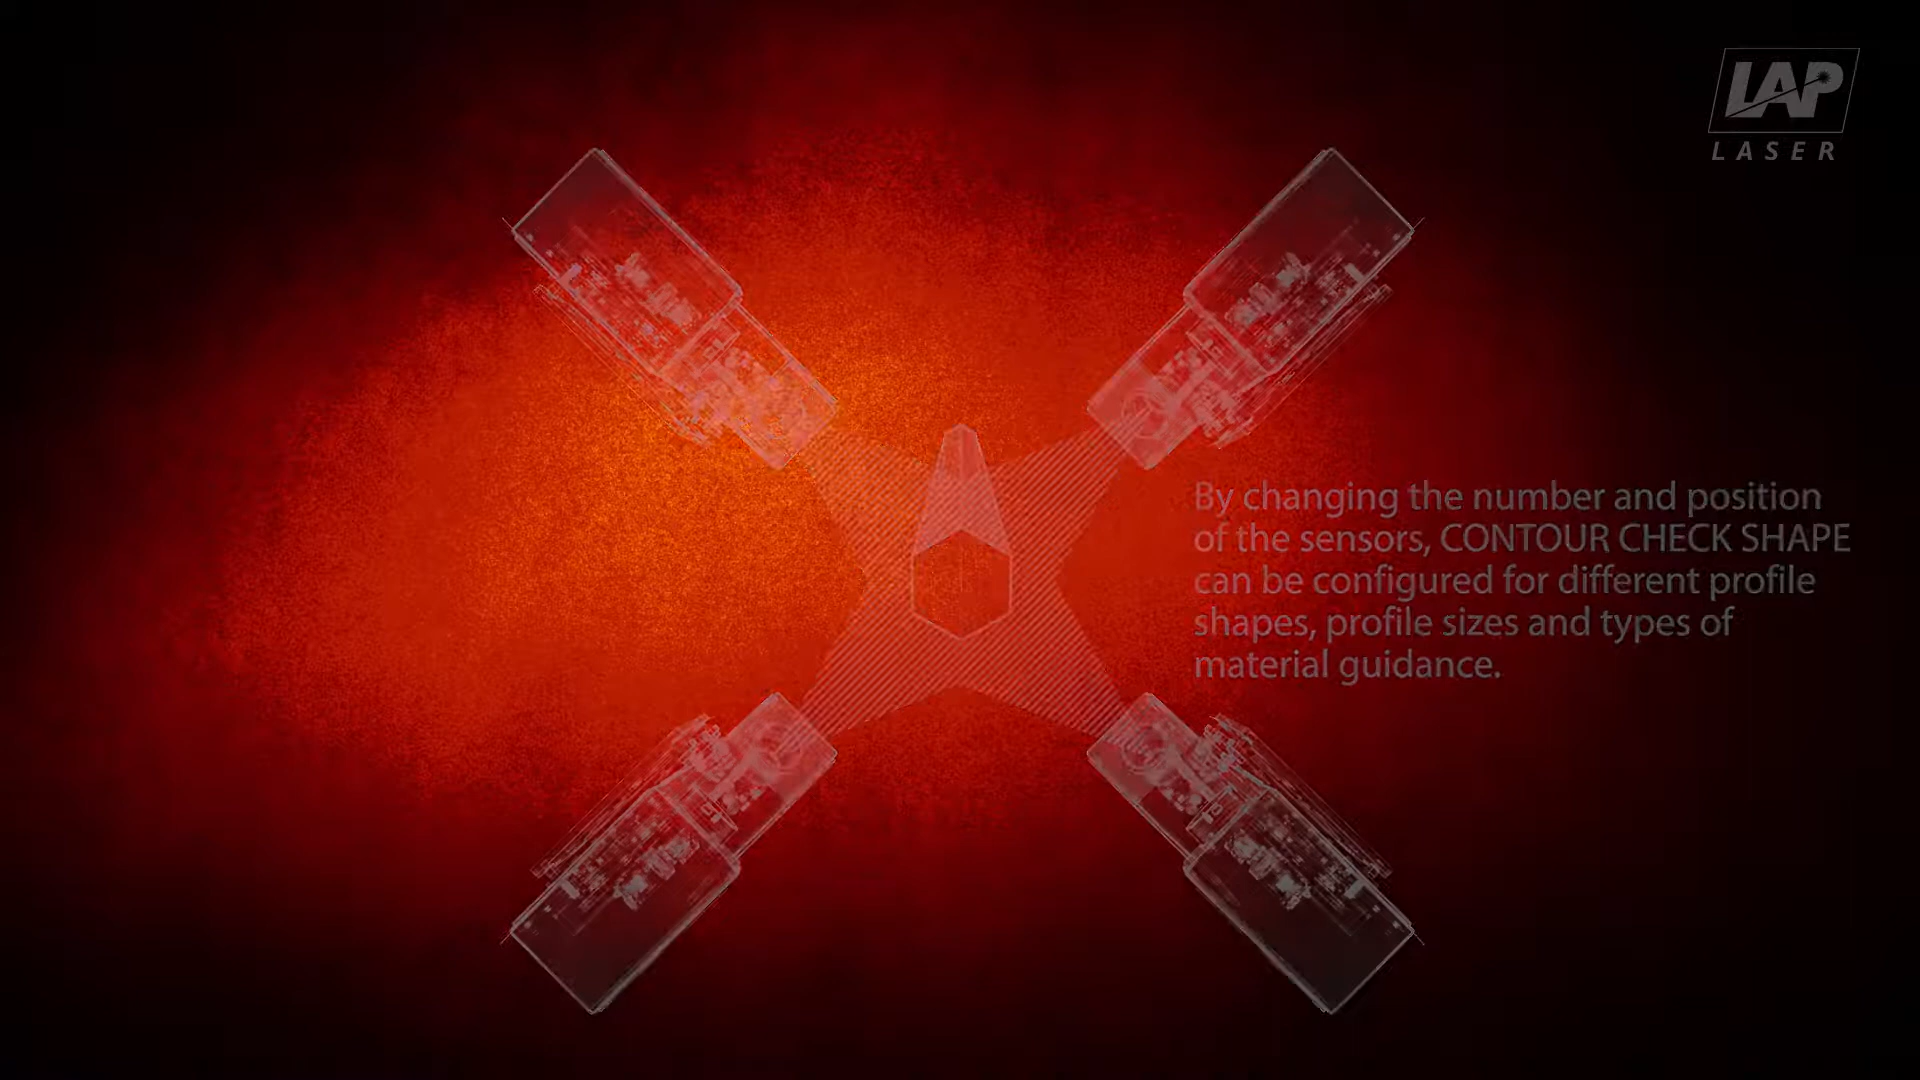 LAP
LASER
By changing the number and position
of the sensors, CONTOUR CHECK SHAPE
can be configured for different profile
shapes, profile sizes and types of
material guidance.